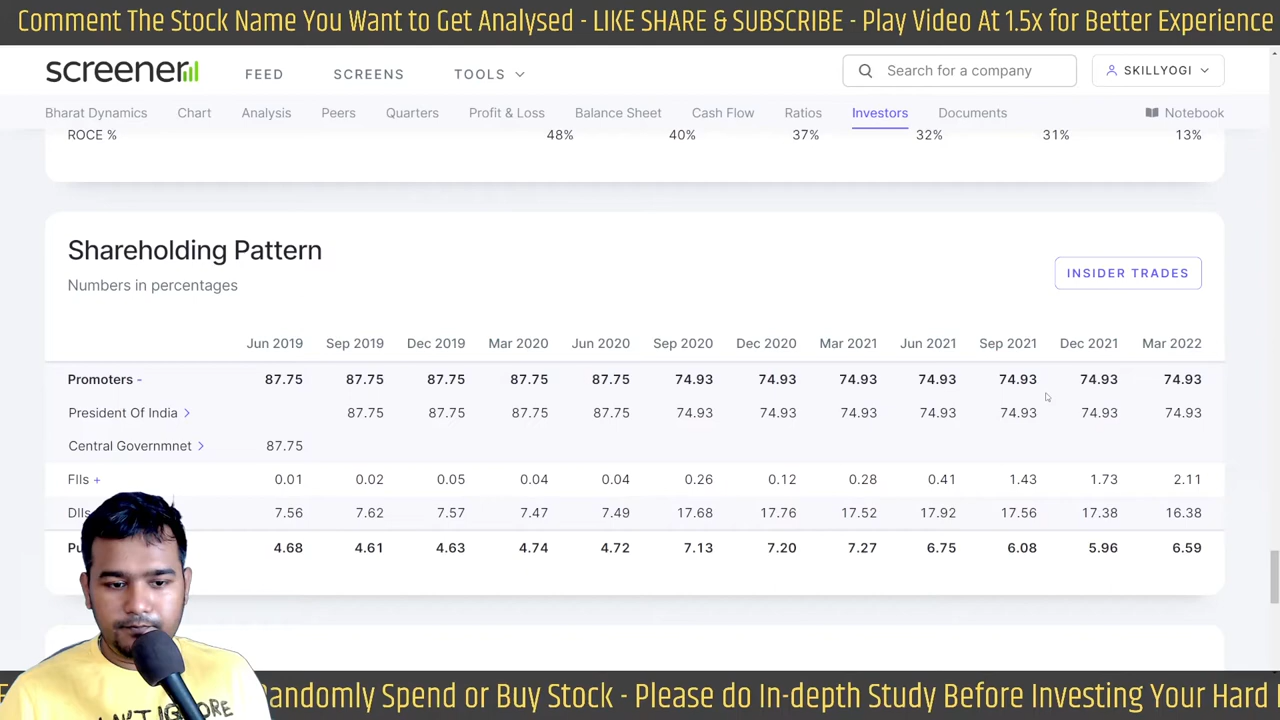 Comment The Stock Name You Want to Get Analysed - LIKE SHARE & SUBSCRIBE - Play Video At 1.5x for Better Experience
screener FEED SCREENS TOOLS Search for a company SKILLYOGI
Bharat Dynamics Chart Analysis Peers Quarters Profit & Loss Balance Sheet Cash Flow Ratios Investors Documents Notebook
ROCE % 48% 40% 37% 32% 31% 13%
Shareholding Pattern
Numbers in percentages
INSIDER TRADES
Jun 2019 Sep 2019 Dec 2019 Mar 2020 Jun 2020 Sep 2020 Dec 2020 Mar 2021 Jun 2021 Sep 2021 Dec 2021 Mar 2022
Promoters - 87.75 87.75 87.75 87.75 87.75 74.93 74.93 74.93 74.93 74.93 74.93 74.93
President Of India > 87.75 87.75 87.75 87.75 74.93 74.93 74.93 74.93 74.93 74.93 74.93
Central Governmnet > 87.75
FIIs + 0.01 0.02 0.05 0.04 0.04 0.26 0.12 0.28 0.41 1.43 1.73 2.11
DIIs 7.56 7.62 7.57 7.47 7.49 17.68 17.76 17.52 17.92 17.56 17.38 16.38
4.68 4.61 4.63 4.74 4.72 7.13 7.20 7.27 6.75 6.08 5.96 6.59
Randomly Spend or Buy Stock - Please do In-depth Study Before Investing Your Hard